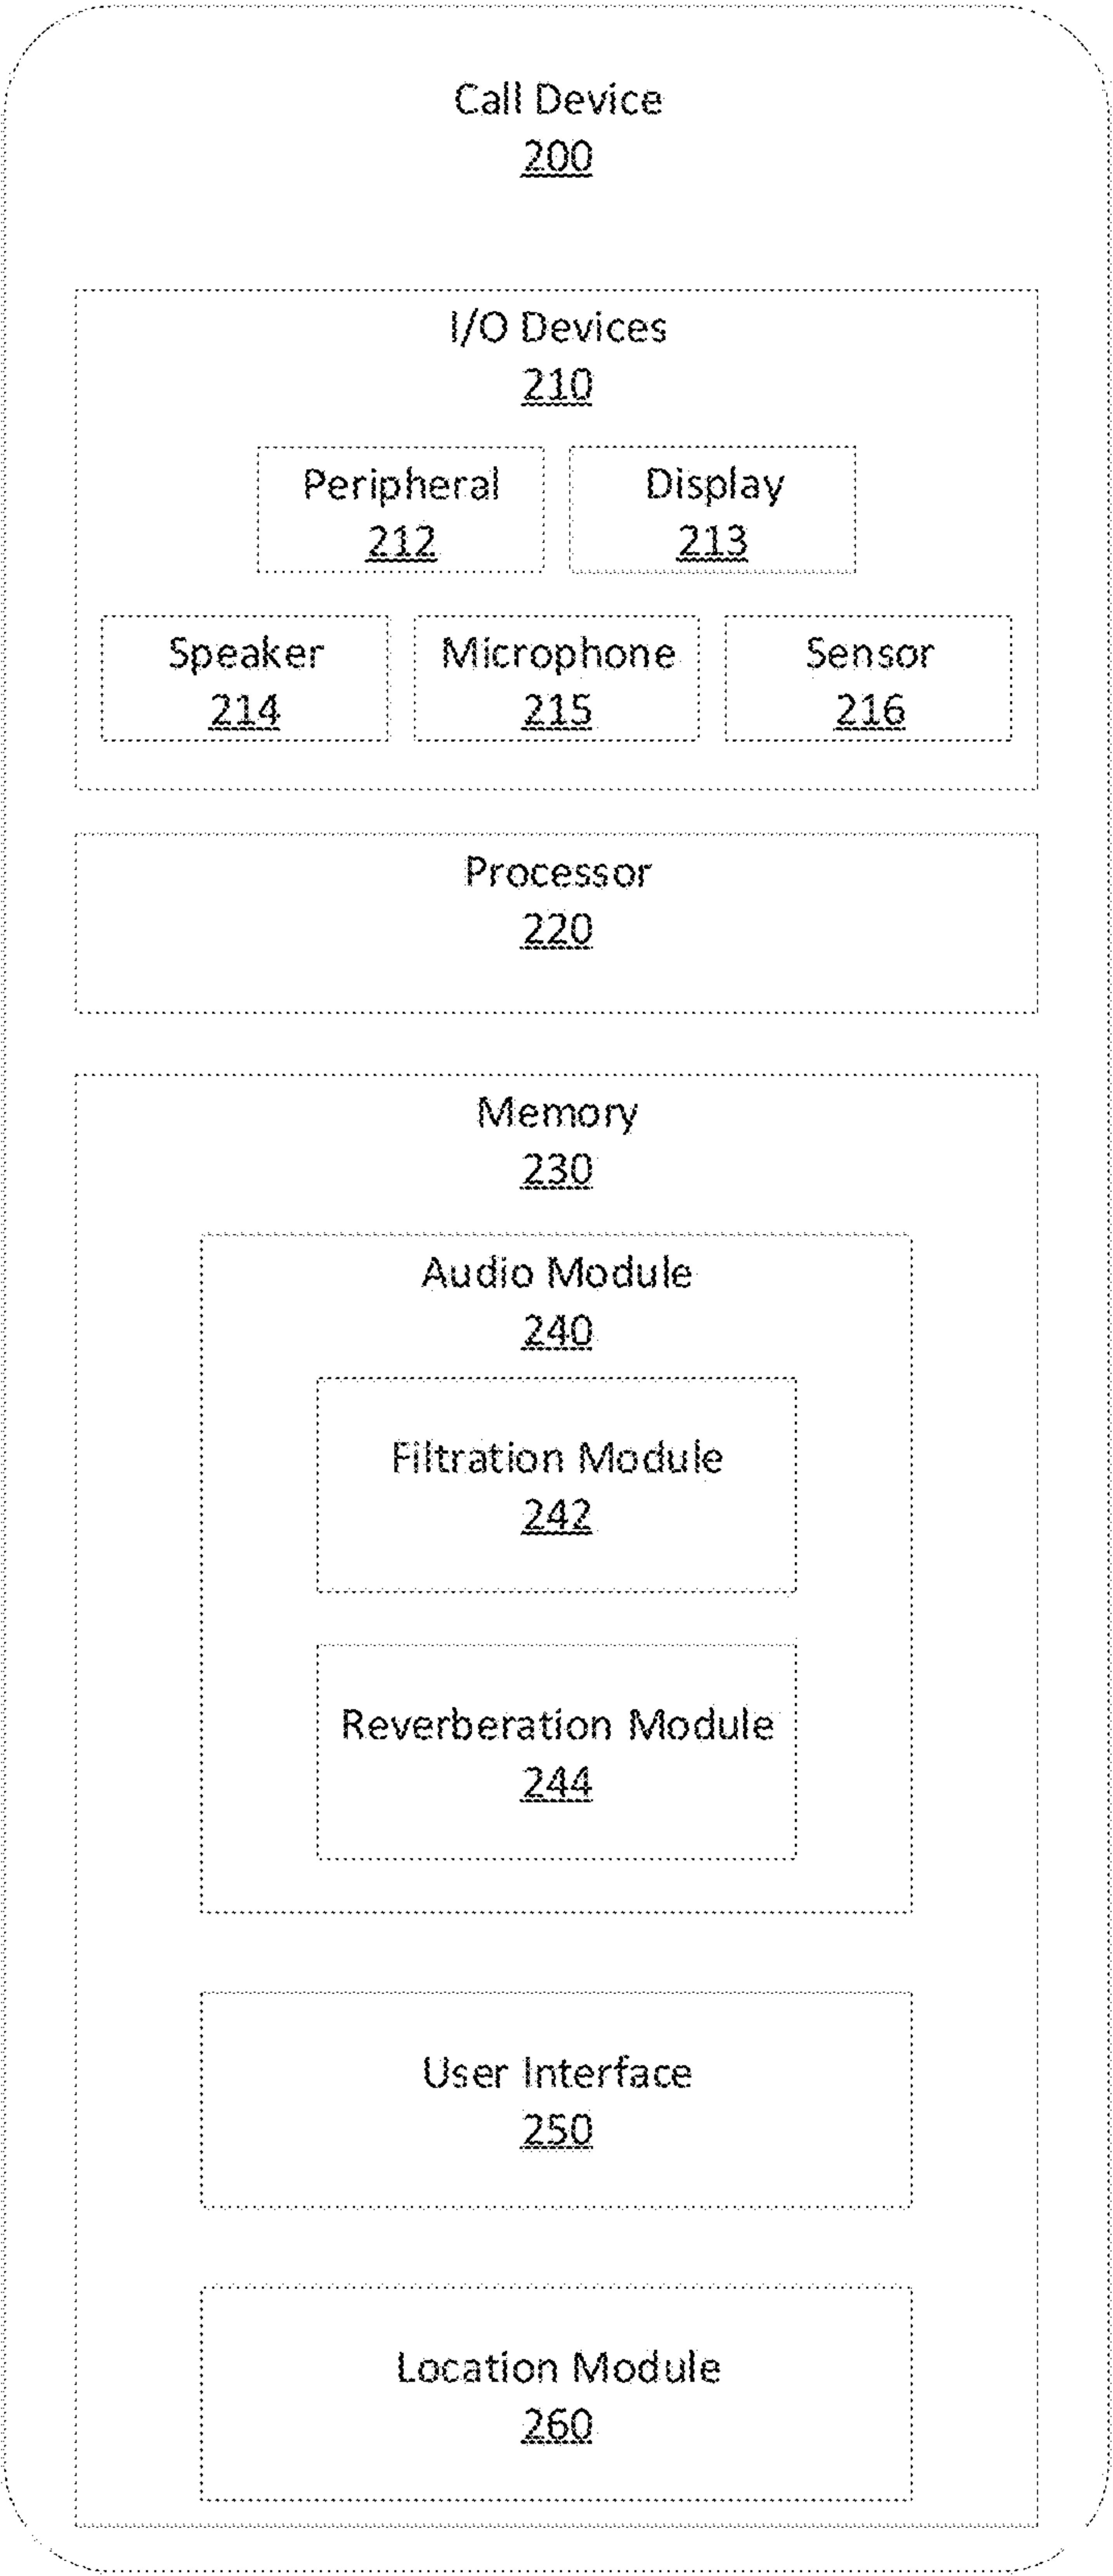 Call Device
200
I/O Devices
210
Peripheral
212
Display
213
Speaker
214
Microphone
215
Sensor
216
Processor
220
Memory
230
Audio Module
240
Filtration Module
242
Reverberation Module
244
User Interface
250
Location Module
260